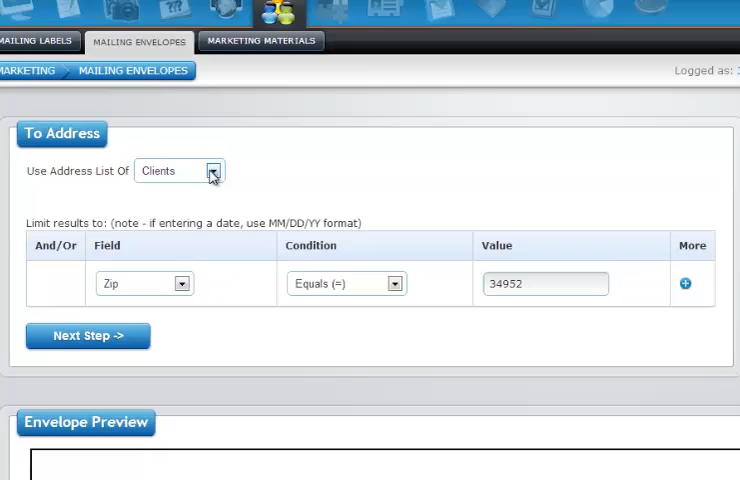 MAILING LABELS MAILING ENVELOPES MARKETING MATERIALS
MARKETING MAILING ENVELOPES Logged as:
To Address
Use Address List Of Clients
Limit results to: (note - if entering a date, use MM/DD/YY format)
And/Or Field Condition Value More
Zip Equals (=) 34952
Next Step ->
Envelope Preview